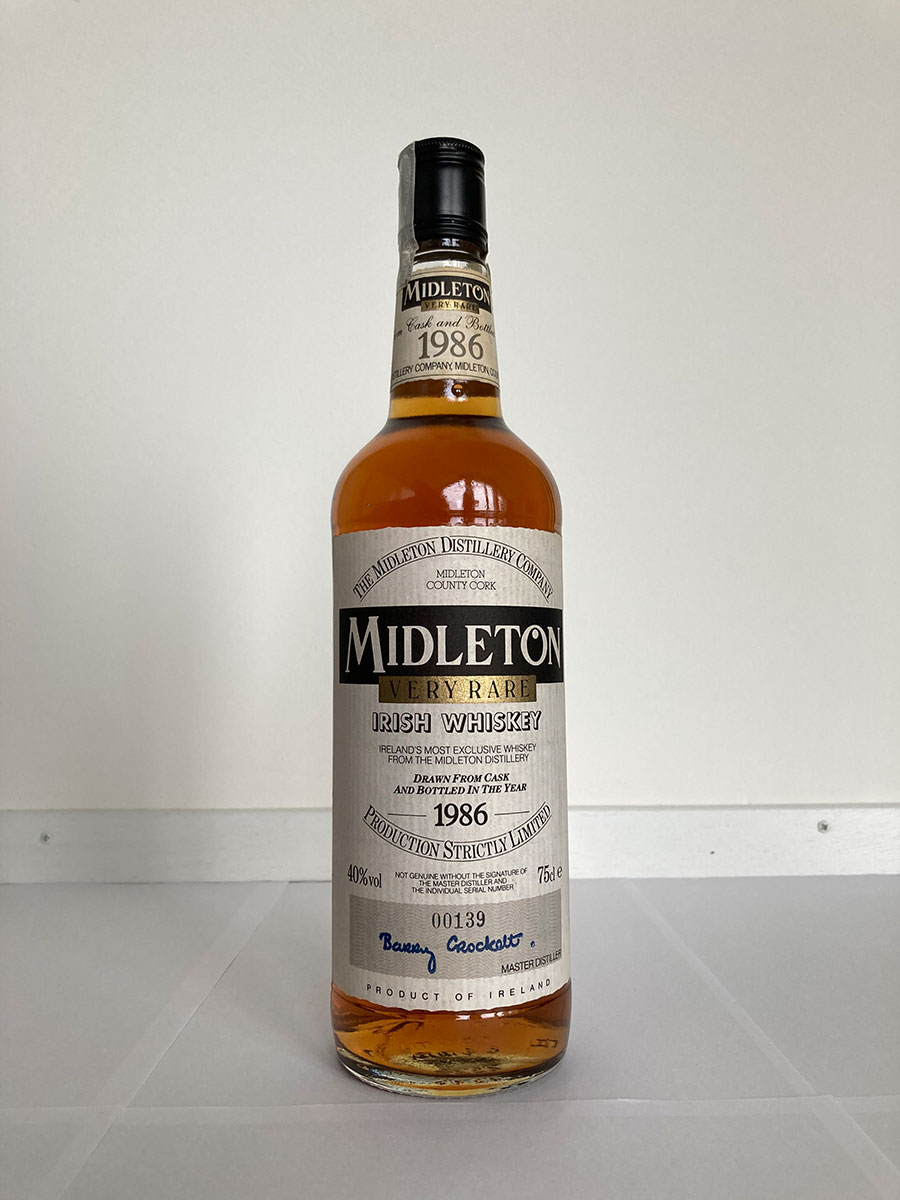 MIDLETON
VERY RARE
Cask and
1986
COMPANY, MIDLETON,
THE MIDLETON DISTILLERY COMPANY
MIDLETON
COUNTY CORK
MIDLETON
VERY RARE
IRISH WHISKEY
IRELAND'S MOST EXCLUSIVE WHISKEY
FROM THE MIDLETON DISTILLERY
DRAWN FROM CASK
AND BOTTLED IN THE YEAR
1986
PRODUCTION STRICTLY LIMITED
40%vol
NOT GENUINE WITHOUT THE SIGNATURE OF
THE MASTER DISTILLER AND
THE INDIVIDUAL SERIAL NUMBER
75cl e
00139
Barry Crockett.
MASTER DISTILLER
PRODUCT OF IRELAND